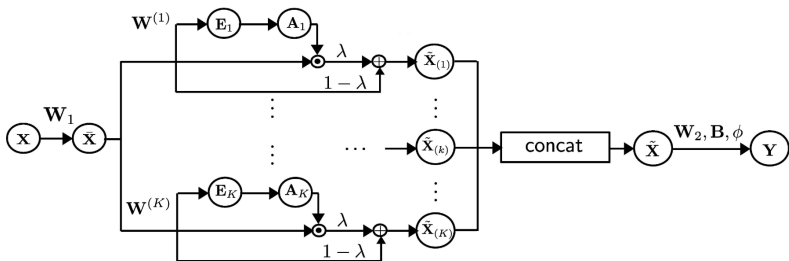 W^(1) E_1 A_1
λ X̃_(1)
1 − λ
⋮ ⋮ ⋮
W_1
X X̄ ⋮ ⋮ ⋯ X̃_(k) concat X̃ W_2, B, ϕ Y
⋮
W^(K) E_K A_K
λ X̃_(K)
1 − λ